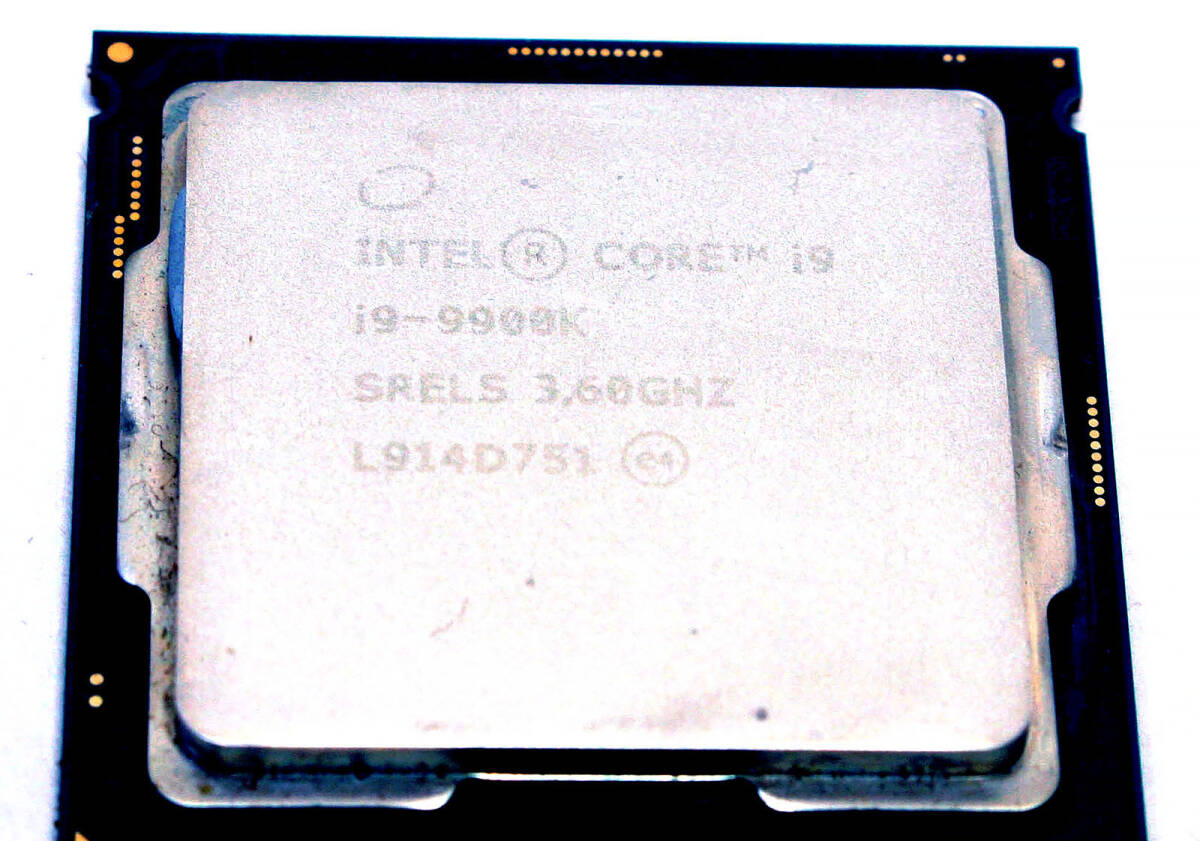 INTEL® CORE™ i9
i9-9900K
SRELS 3.60GHZ
L914D751 e4